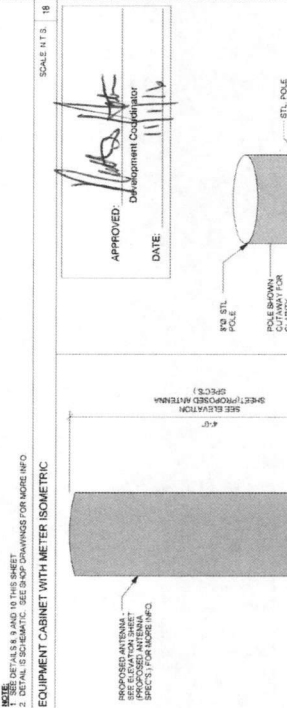 NOTE:
1 SEE DETAILS 8, 9 AND 10 THIS SHEET
2 DETAIL IS SCHEMATIC. SEE SHOP DRAWINGS FOR MORE INFO
EQUIPMENT CABINET WITH METER ISOMETRIC
SCALE: N.T.S.
18
PROPOSED ANTENNA -
SEE ELEVATION SHEET
(PROPOSED ANTENNA
SPEC'S.) FOR MORE INFO.
4'-0"
SEE ELEVATION
SHEET(PROPOSED ANTENNA
SPEC'S.)
APPROVED:
Development Coordinator
DATE:
8"Ø STL
POLE
POLE SHOWN
CUTAWAY FOR
STL POLE